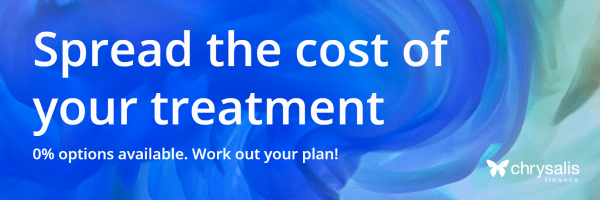 Spread the cost of
your treatment
0% options available. Work out your plan!
chrysalis
finance